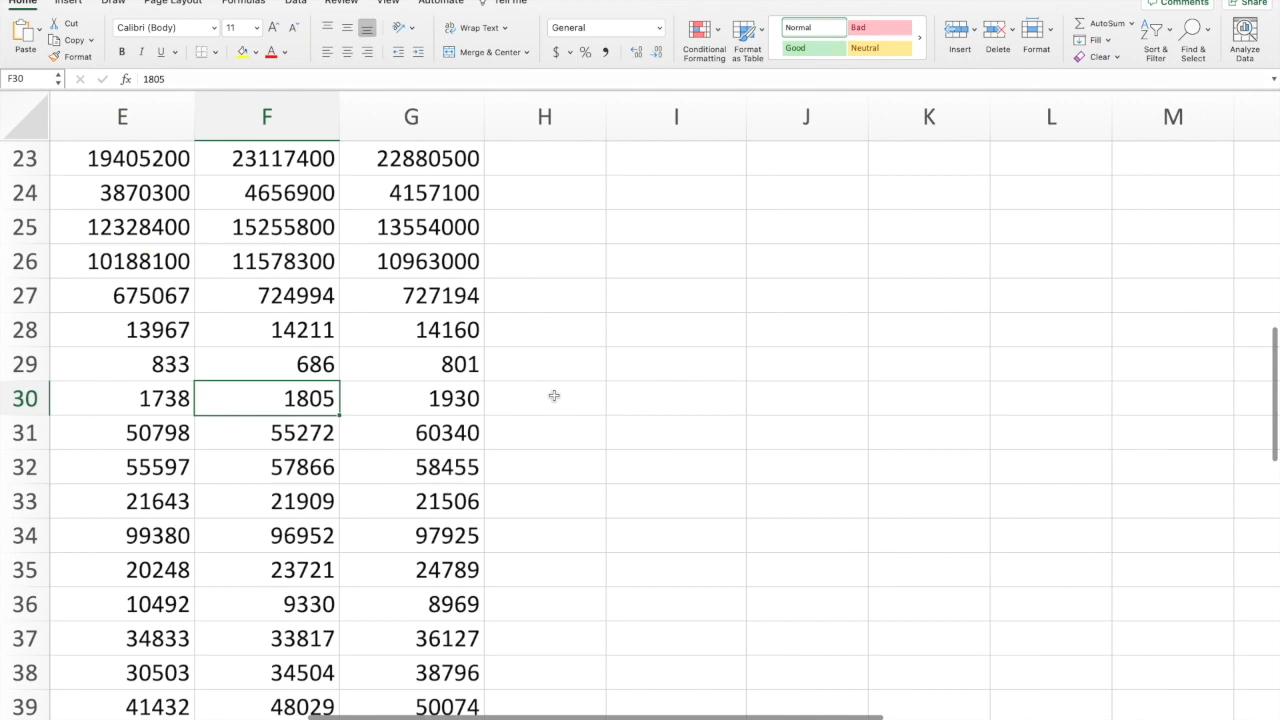 Home Insert Draw Page Layout Formulas Data Review View Automate Tell me Comments Share
Paste Cut Copy Format
Calibri (Body) 11 A A
B I U A
Wrap Text
Merge & Center
General
$ % ,
Conditional Formatting
Format as Table
Normal Bad
Good Neutral
Insert Delete Format
AutoSum
Fill
Clear
Sort & Filter
Find & Select
Analyze Data
F30 fx 1805
E F G H I J K L M
23 19405200 23117400 22880500
24 3870300 4656900 4157100
25 12328400 15255800 13554000
26 10188100 11578300 10963000
27 675067 724994 727194
28 13967 14211 14160
29 833 686 801
30 1738 1805 1930
31 50798 55272 60340
32 55597 57866 58455
33 21643 21909 21506
34 99380 96952 97925
35 20248 23721 24789
36 10492 9330 8969
37 34833 33817 36127
38 30503 34504 38796
39 41432 48029 50074